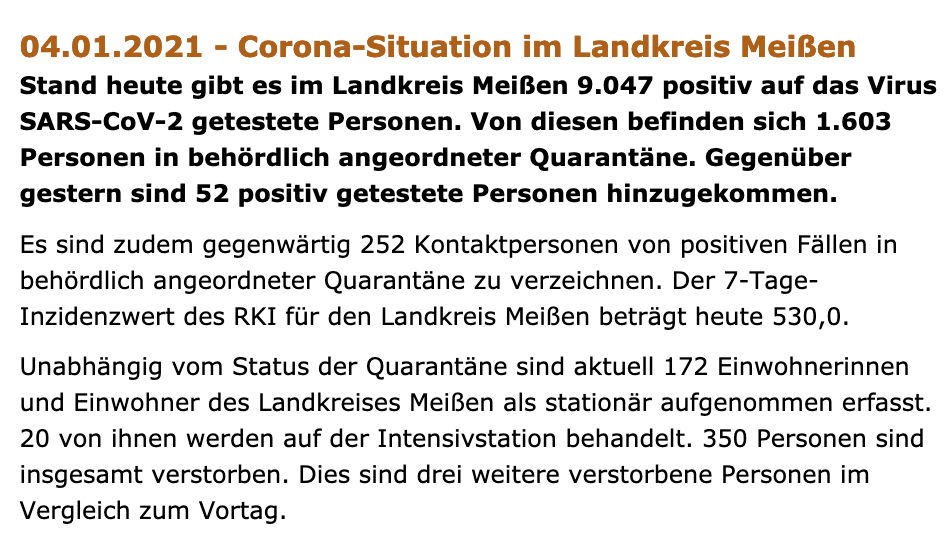 04.01.2021 - Corona-Situation im Landkreis Meißen
Stand heute gibt es im Landkreis Meißen 9.047 positiv auf das Virus
SARS-CoV-2 getestete Personen. Von diesen befinden sich 1.603
Personen in behördlich angeordneter Quarantäne. Gegenüber
gestern sind 52 positiv getestete Personen hinzugekommen.
Es sind zudem gegenwärtig 252 Kontaktpersonen von positiven Fällen in
behördlich angeordneter Quarantäne zu verzeichnen. Der 7-Tage-
Inzidenzwert des RKI für den Landkreis Meißen beträgt heute 530,0.
Unabhängig vom Status der Quarantäne sind aktuell 172 Einwohnerinnen
und Einwohner des Landkreises Meißen als stationär aufgenommen erfasst.
20 von ihnen werden auf der Intensivstation behandelt. 350 Personen sind
insgesamt verstorben. Dies sind drei weitere verstorbene Personen im
Vergleich zum Vortag.